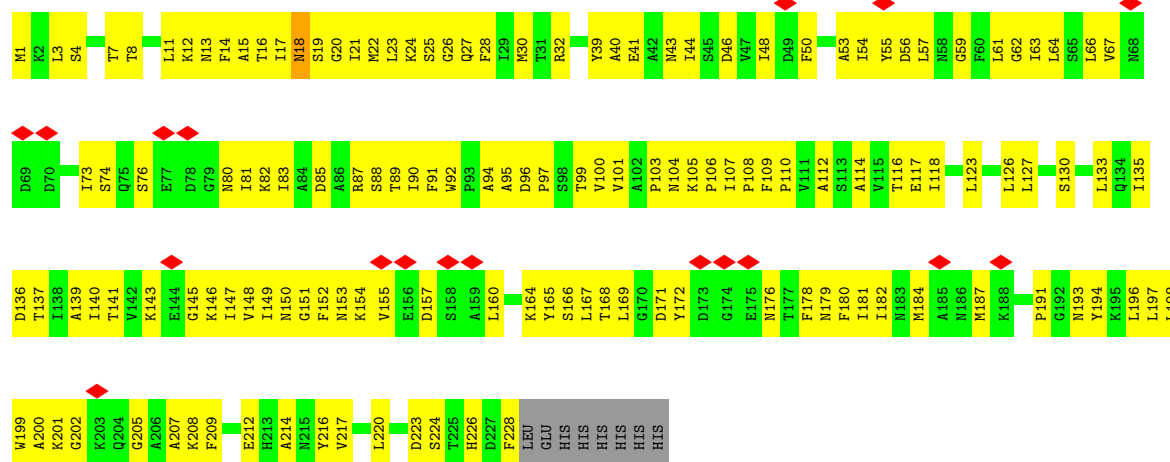 M1 K2 L3 S4 T7 T8 L11 K12 N13 F14 A15 T16 I17 N18 S19 G20 I21 M22 L23 K24 S25 G26 Q27 F28 I29 M30 T31 R32 Y39 A40 E41 A42 N43 I44 S45 D46 V47 I48 D49 F50 A53 I54 Y55 D56 L57 N58 G59 F60 L61 G62 I63 L64 S65 L66 V67 N68
D69 D70 I73 S74 Q75 S76 E77 D78 G79 N80 I81 K82 I83 A84 D85 A86 R87 S88 T89 I90 F91 W92 P93 A94 A95 D96 P97 S98 T99 V100 V101 A102 P103 N104 K105 P106 I107 P108 F109 P110 V111 A112 S113 A114 V115 T116 E117 I118 L123 L126 L127 S130 L133 Q134 I135
D136 T137 I138 A139 I140 T141 V142 K143 E144 G145 K146 I147 V148 I149 N150 G151 F152 N153 K154 V155 E156 D157 S158 A159 L160 K164 Y165 S166 L167 T168 L169 G170 D171 Y172 D173 G174 E175 N176 T177 F178 N179 F180 I181 I182 N183 M184 A185 N186 M187 K188 P191 G192 N193 Y194 K195 L196 L197
W199 A200 K201 G202 K203 Q204 G205 A206 A207 K208 F209 E212 H213 A214 N215 Y216 V217 L220 D223 S224 T225 H226 D227 F228 LEU GLU HIS HIS HIS HIS HIS HIS